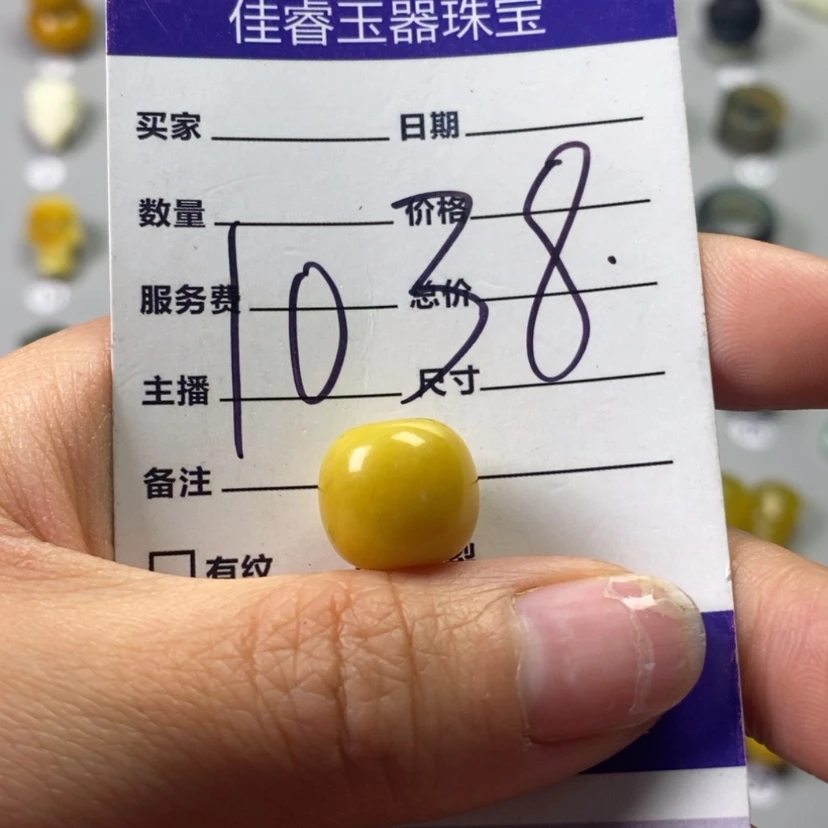 佳睿玉器珠宝
买家 日期
数量 价格
服务费 总价
主播 尺寸
1038.
备注
有纹